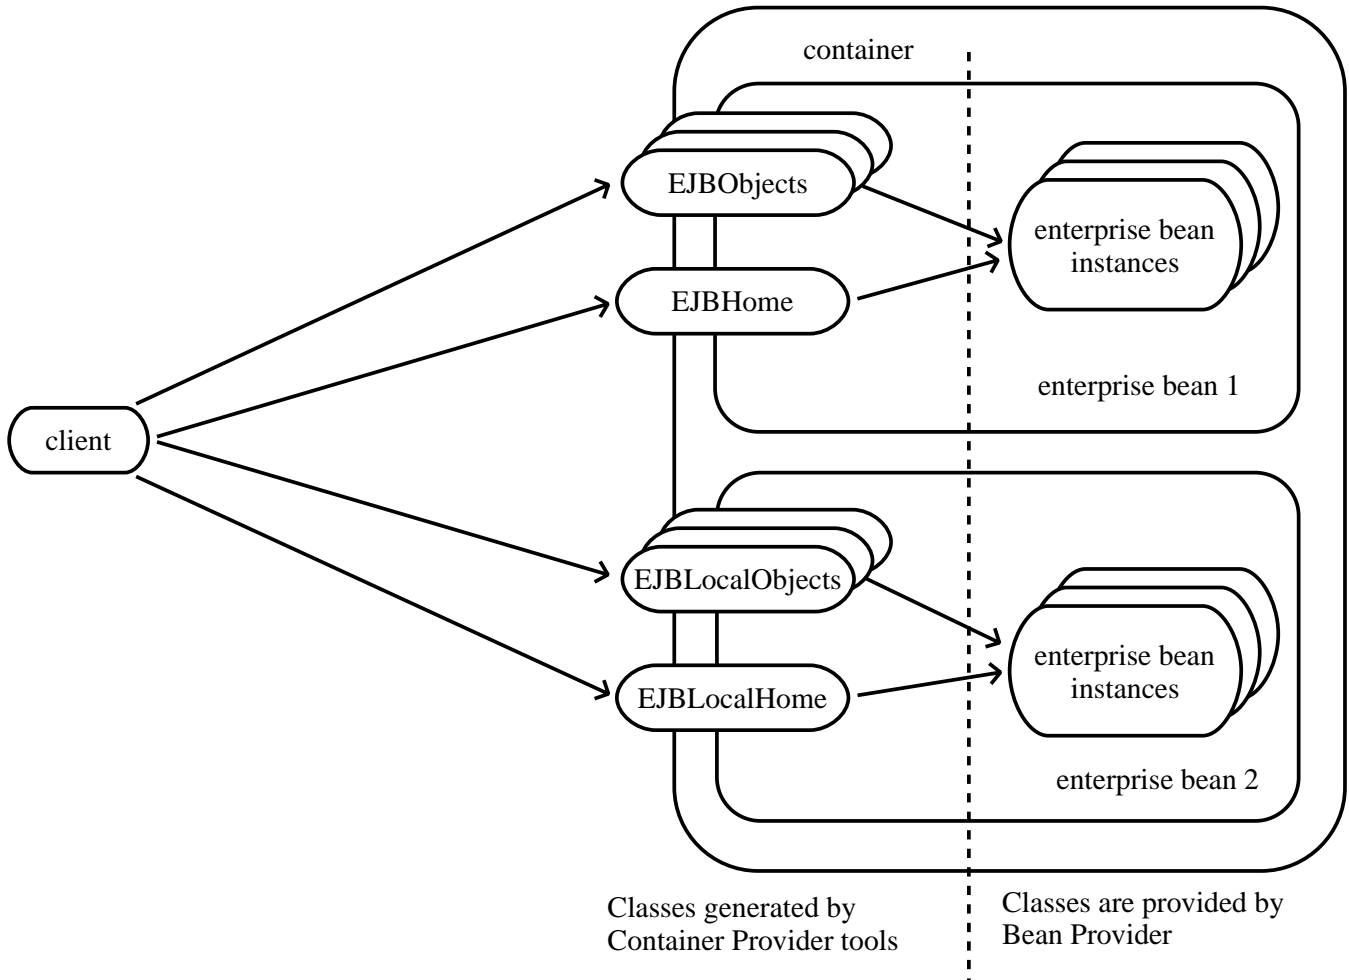 container
EJBObjects
enterprise bean
instances
EJBHome
enterprise bean 1
client
EJBLocalObjects
enterprise bean
instances
EJBLocalHome
enterprise bean 2
Classes generated by
Container Provider tools
Classes are provided by
Bean Provider